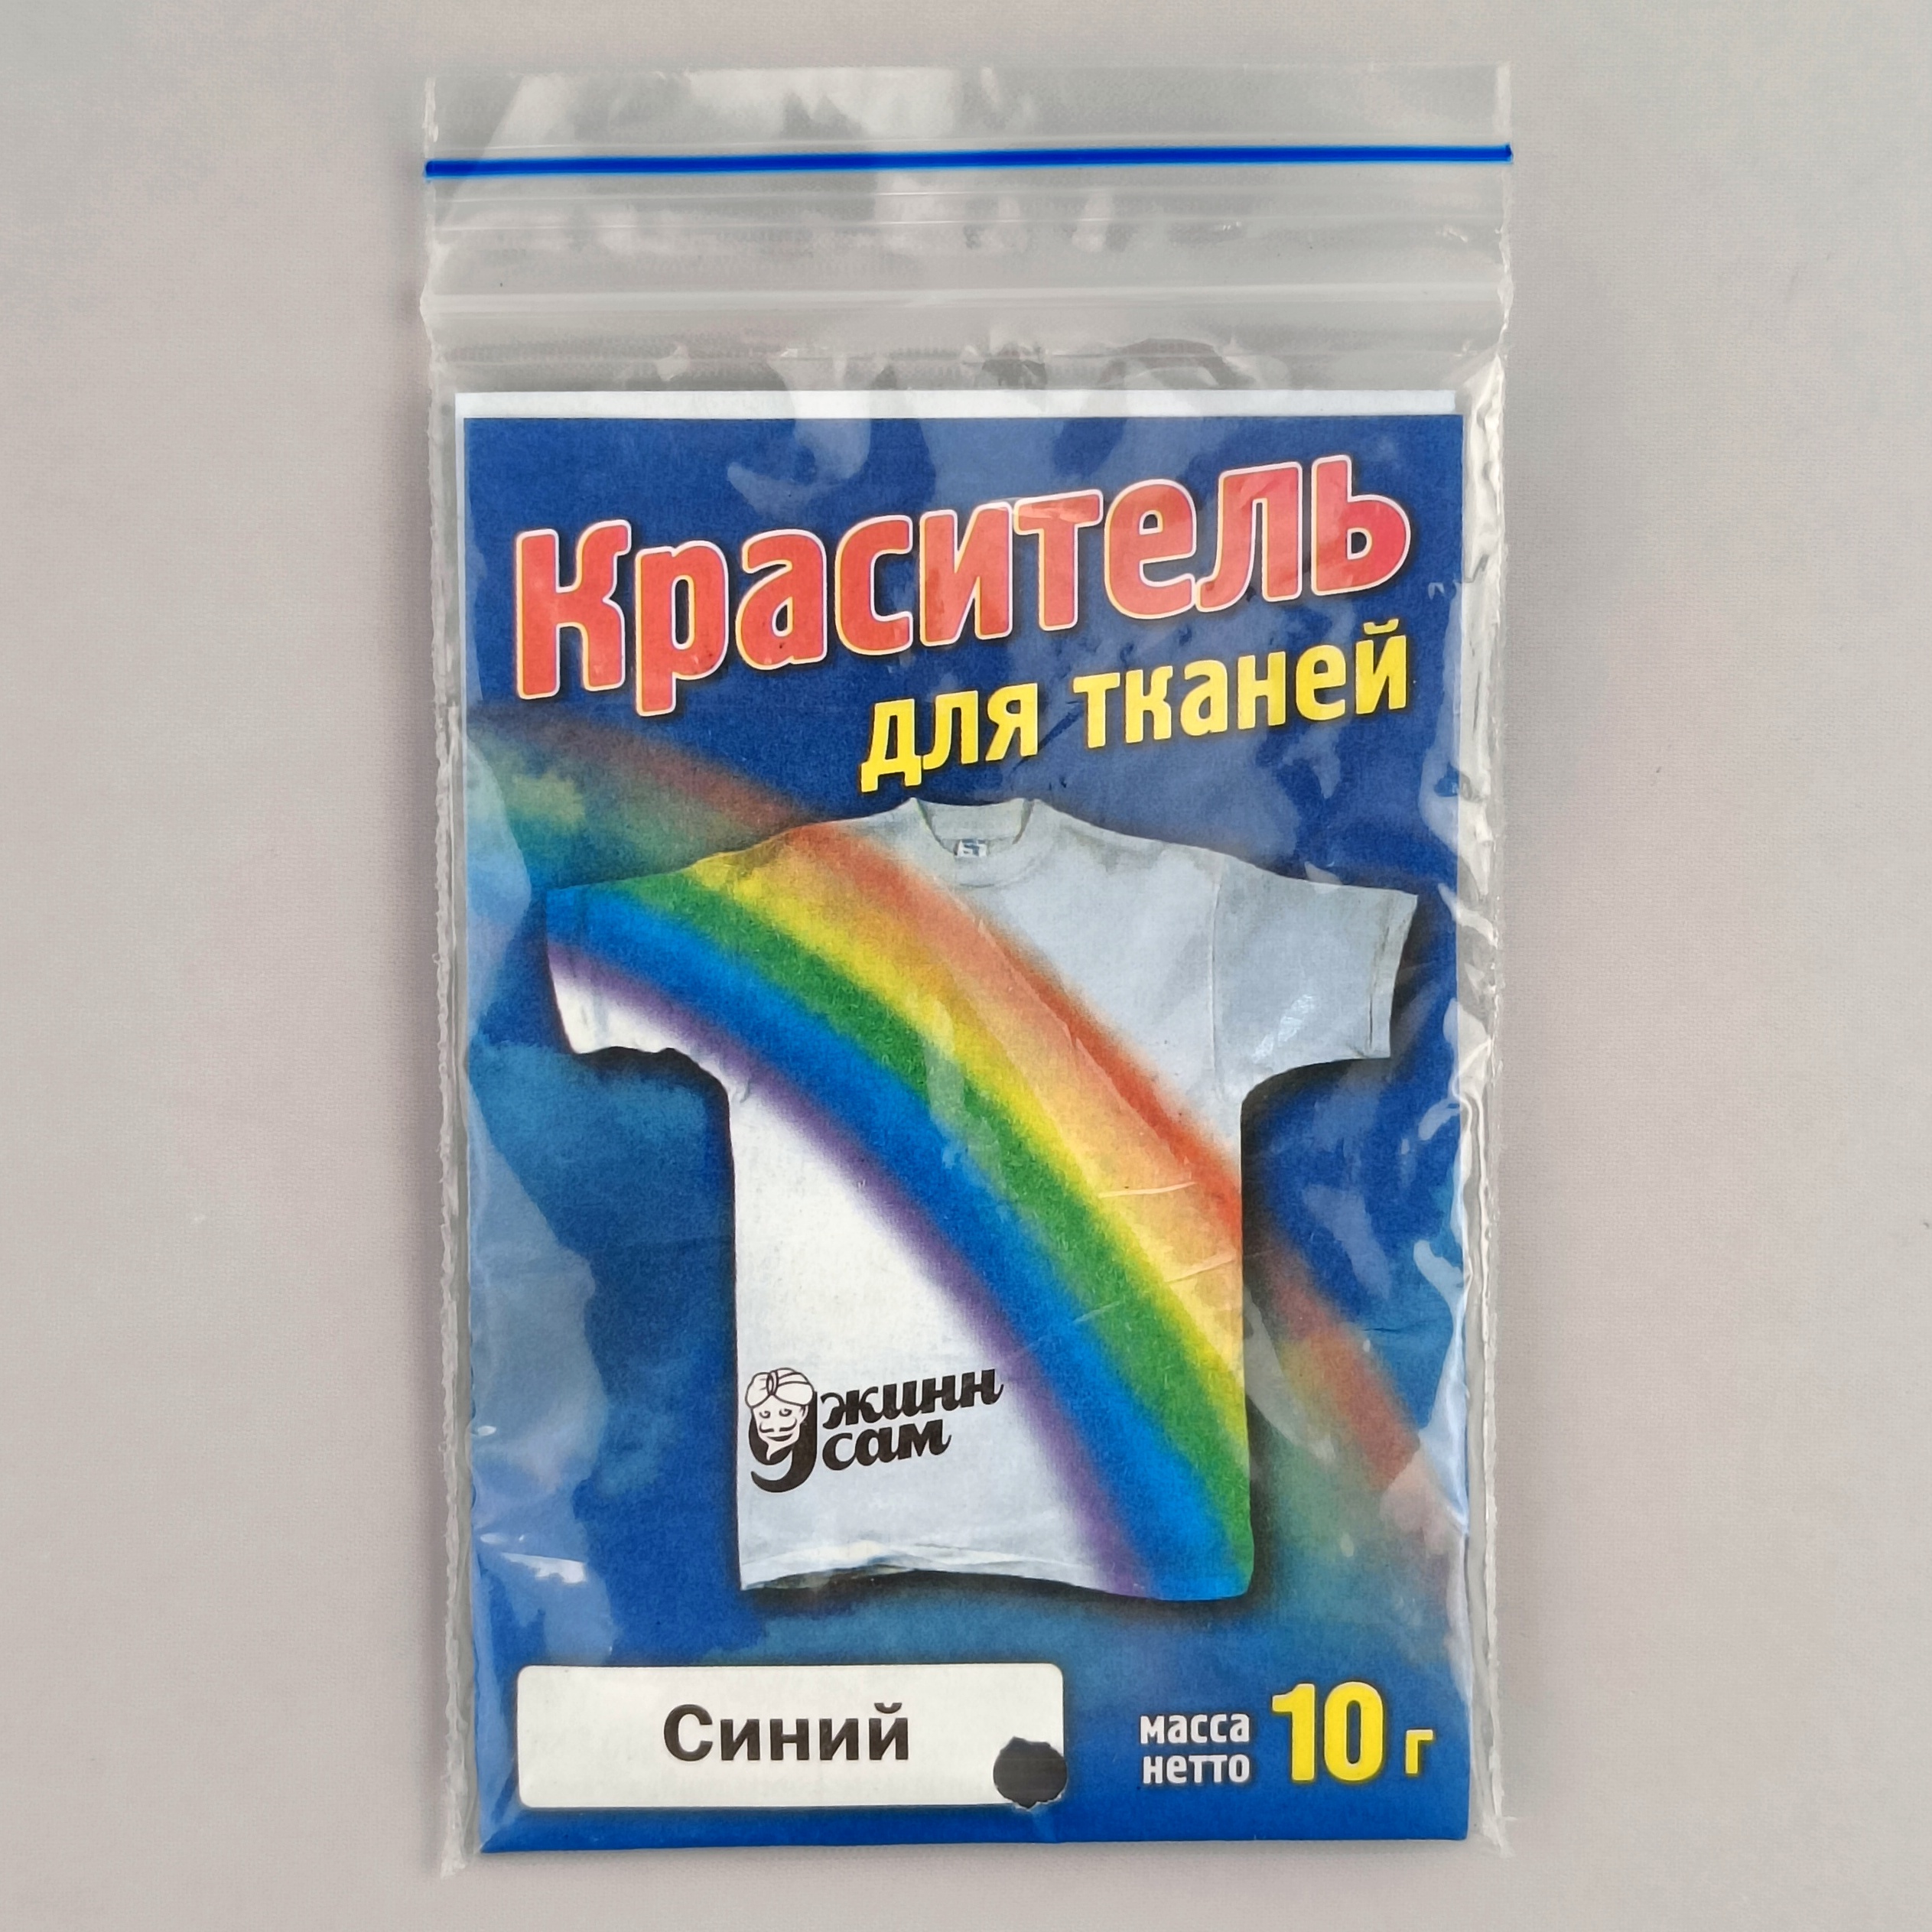 Краситель
для тканей
Джинн
сам
Синий
масса
нетто 10 г